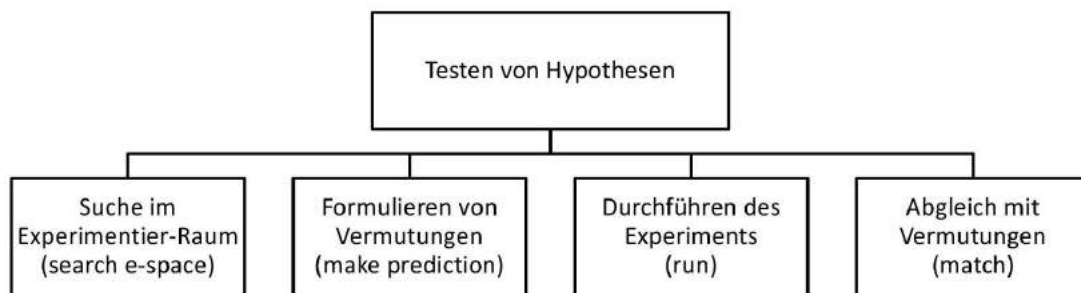 Testen von Hypothesen
Suche im
Experimentier-Raum
(search e-space)
Formulieren von
Vermutungen
(make prediction)
Durchführen des
Experiments
(run)
Abgleich mit
Vermutungen
(match)